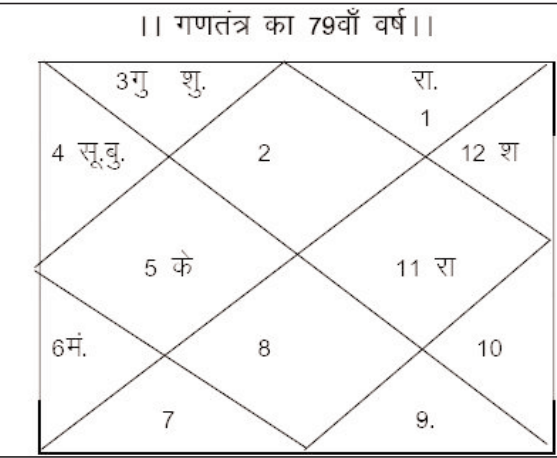 ।। गणतंत्र का 79वाँ वर्ष।।
3गु शु. रा.
1
4 सू.बु. 2 12 श
5 के 11 रा
6मं. 8 10
7 9.